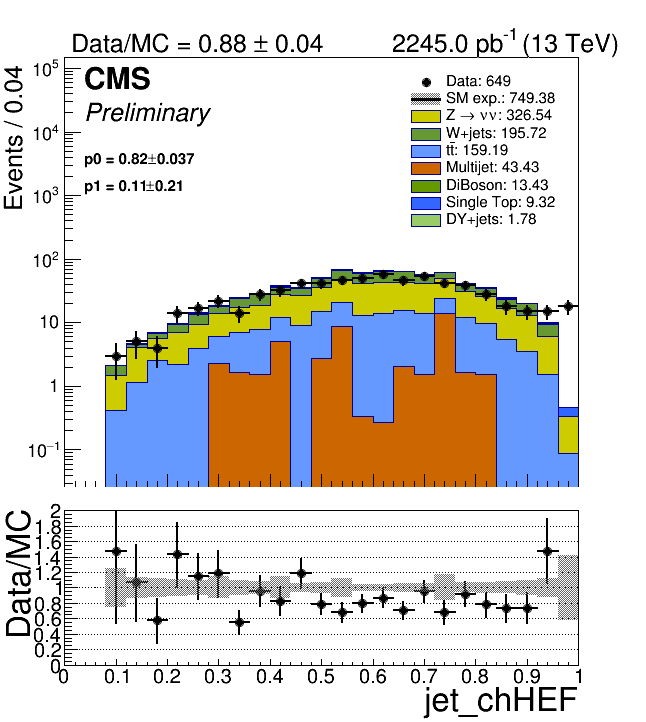 Data/MC = 0.88 ± 0.04 2245.0 pb⁻¹ (13 TeV)
CMS
Preliminary
p0 = 0.82±0.037
p1 = 0.11±0.21
Data: 649
SM exp.: 749.38
Z → νν: 326.54
W+jets: 195.72
tt̄: 159.19
Multijet: 43.43
DiBoson: 13.43
Single Top: 9.32
DY+jets: 1.78
Events / 0.04
10⁵
10⁴
10³
10²
10
1
10⁻¹
Data/MC
2
1.8
1.6
1.4
1.2
1.0
0.8
0.6
0.4
0.2
0
0 0.1 0.2 0.3 0.4 0.5 0.6 0.7 0.8 0.9 1
jet_chHEF